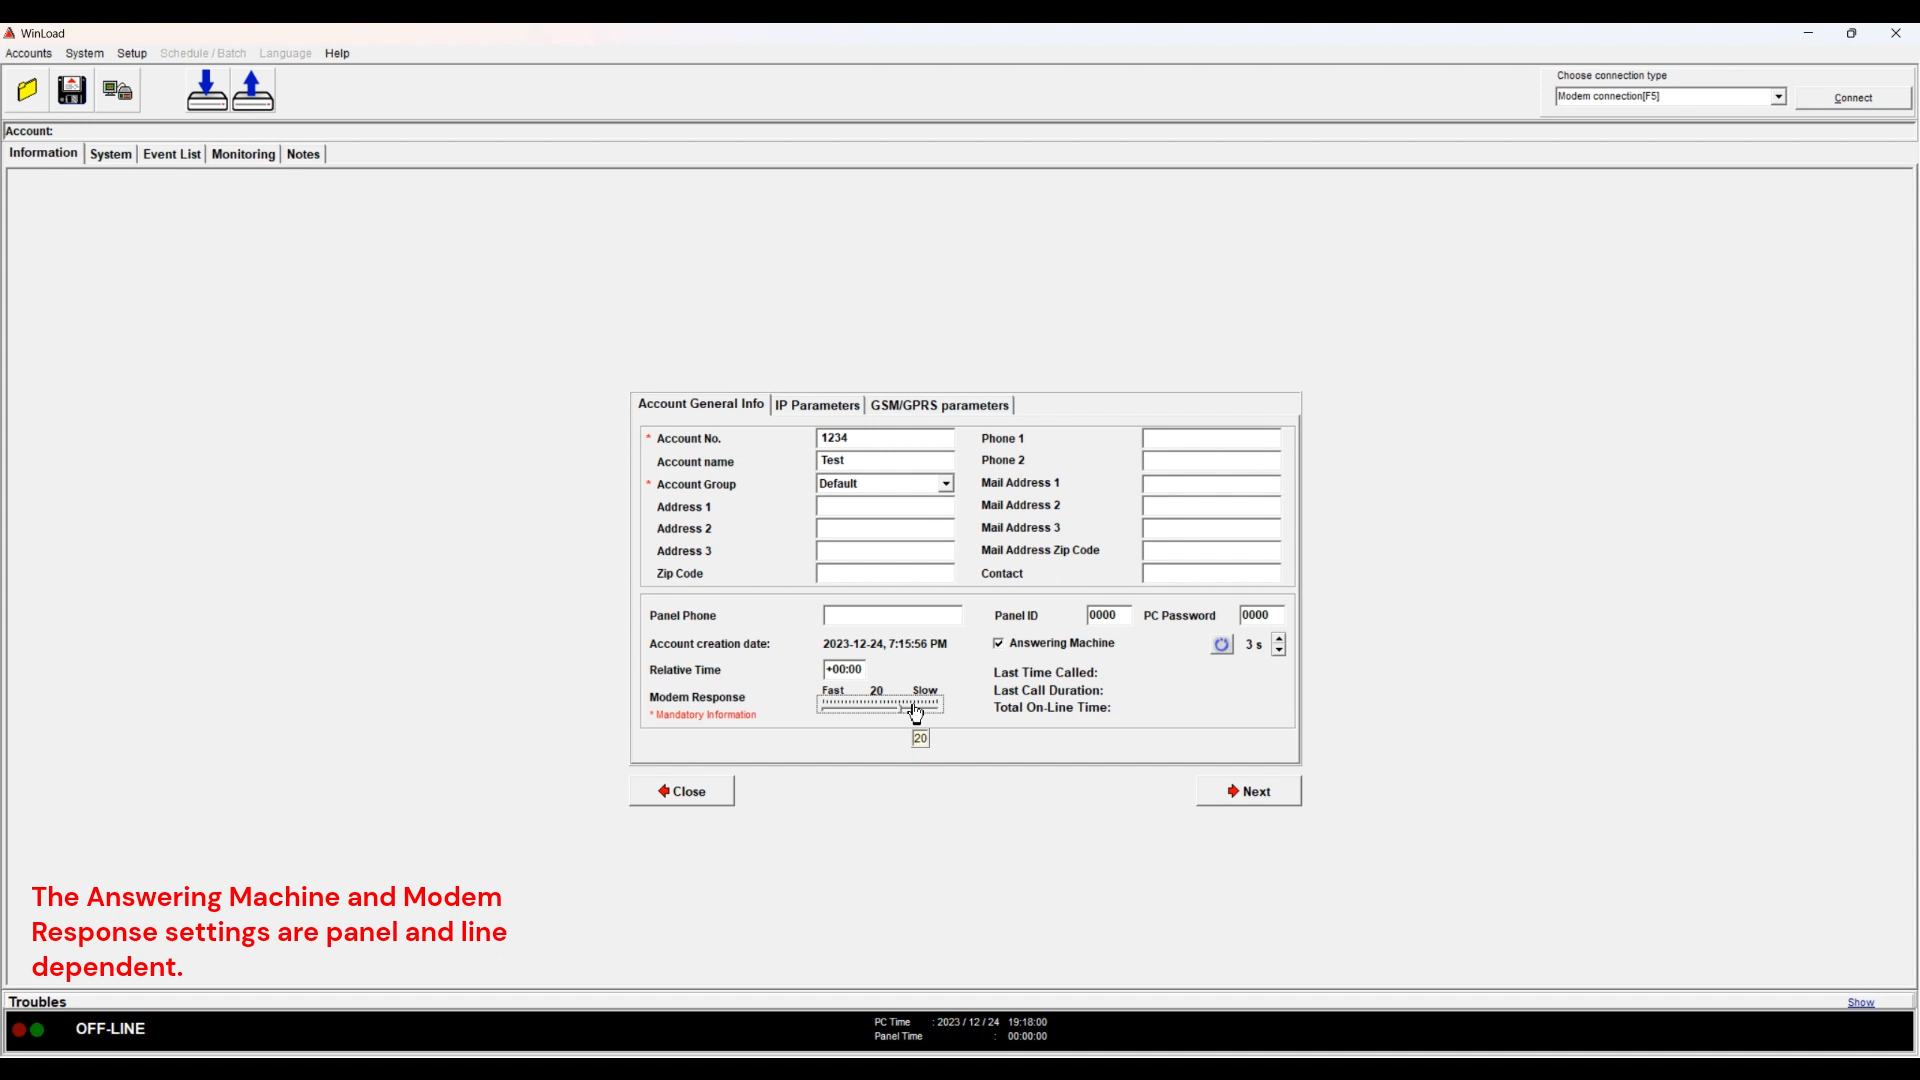 WinLoad
Accounts System Setup Schedule / Batch Language Help
Choose connection type
Modem connection[F5]
Connect
Account:
Information System Event List Monitoring Notes
Account General Info IP Parameters GSM/GPRS parameters
* Account No. 1234 Phone 1
Account name Test Phone 2
* Account Group Default Mail Address 1
Address 1 Mail Address 2
Address 2 Mail Address 3
Address 3 Mail Address Zip Code
Zip Code Contact
Panel Phone Panel ID 0000 PC Password 0000
Account creation date: 2023-12-24, 7:15:56 PM Answering Machine 3 s
Relative Time +00:00 Last Time Called:
Fast 20 Slow Last Call Duration:
Modem Response Total On-Line Time:
* Mandatory Information
20
Close Next
The Answering Machine and Modem
Response settings are panel and line
dependent.
Troubles Show
OFF-LINE
PC Time : 2023 / 12 / 24 19:18:00
Panel Time : 00:00:00